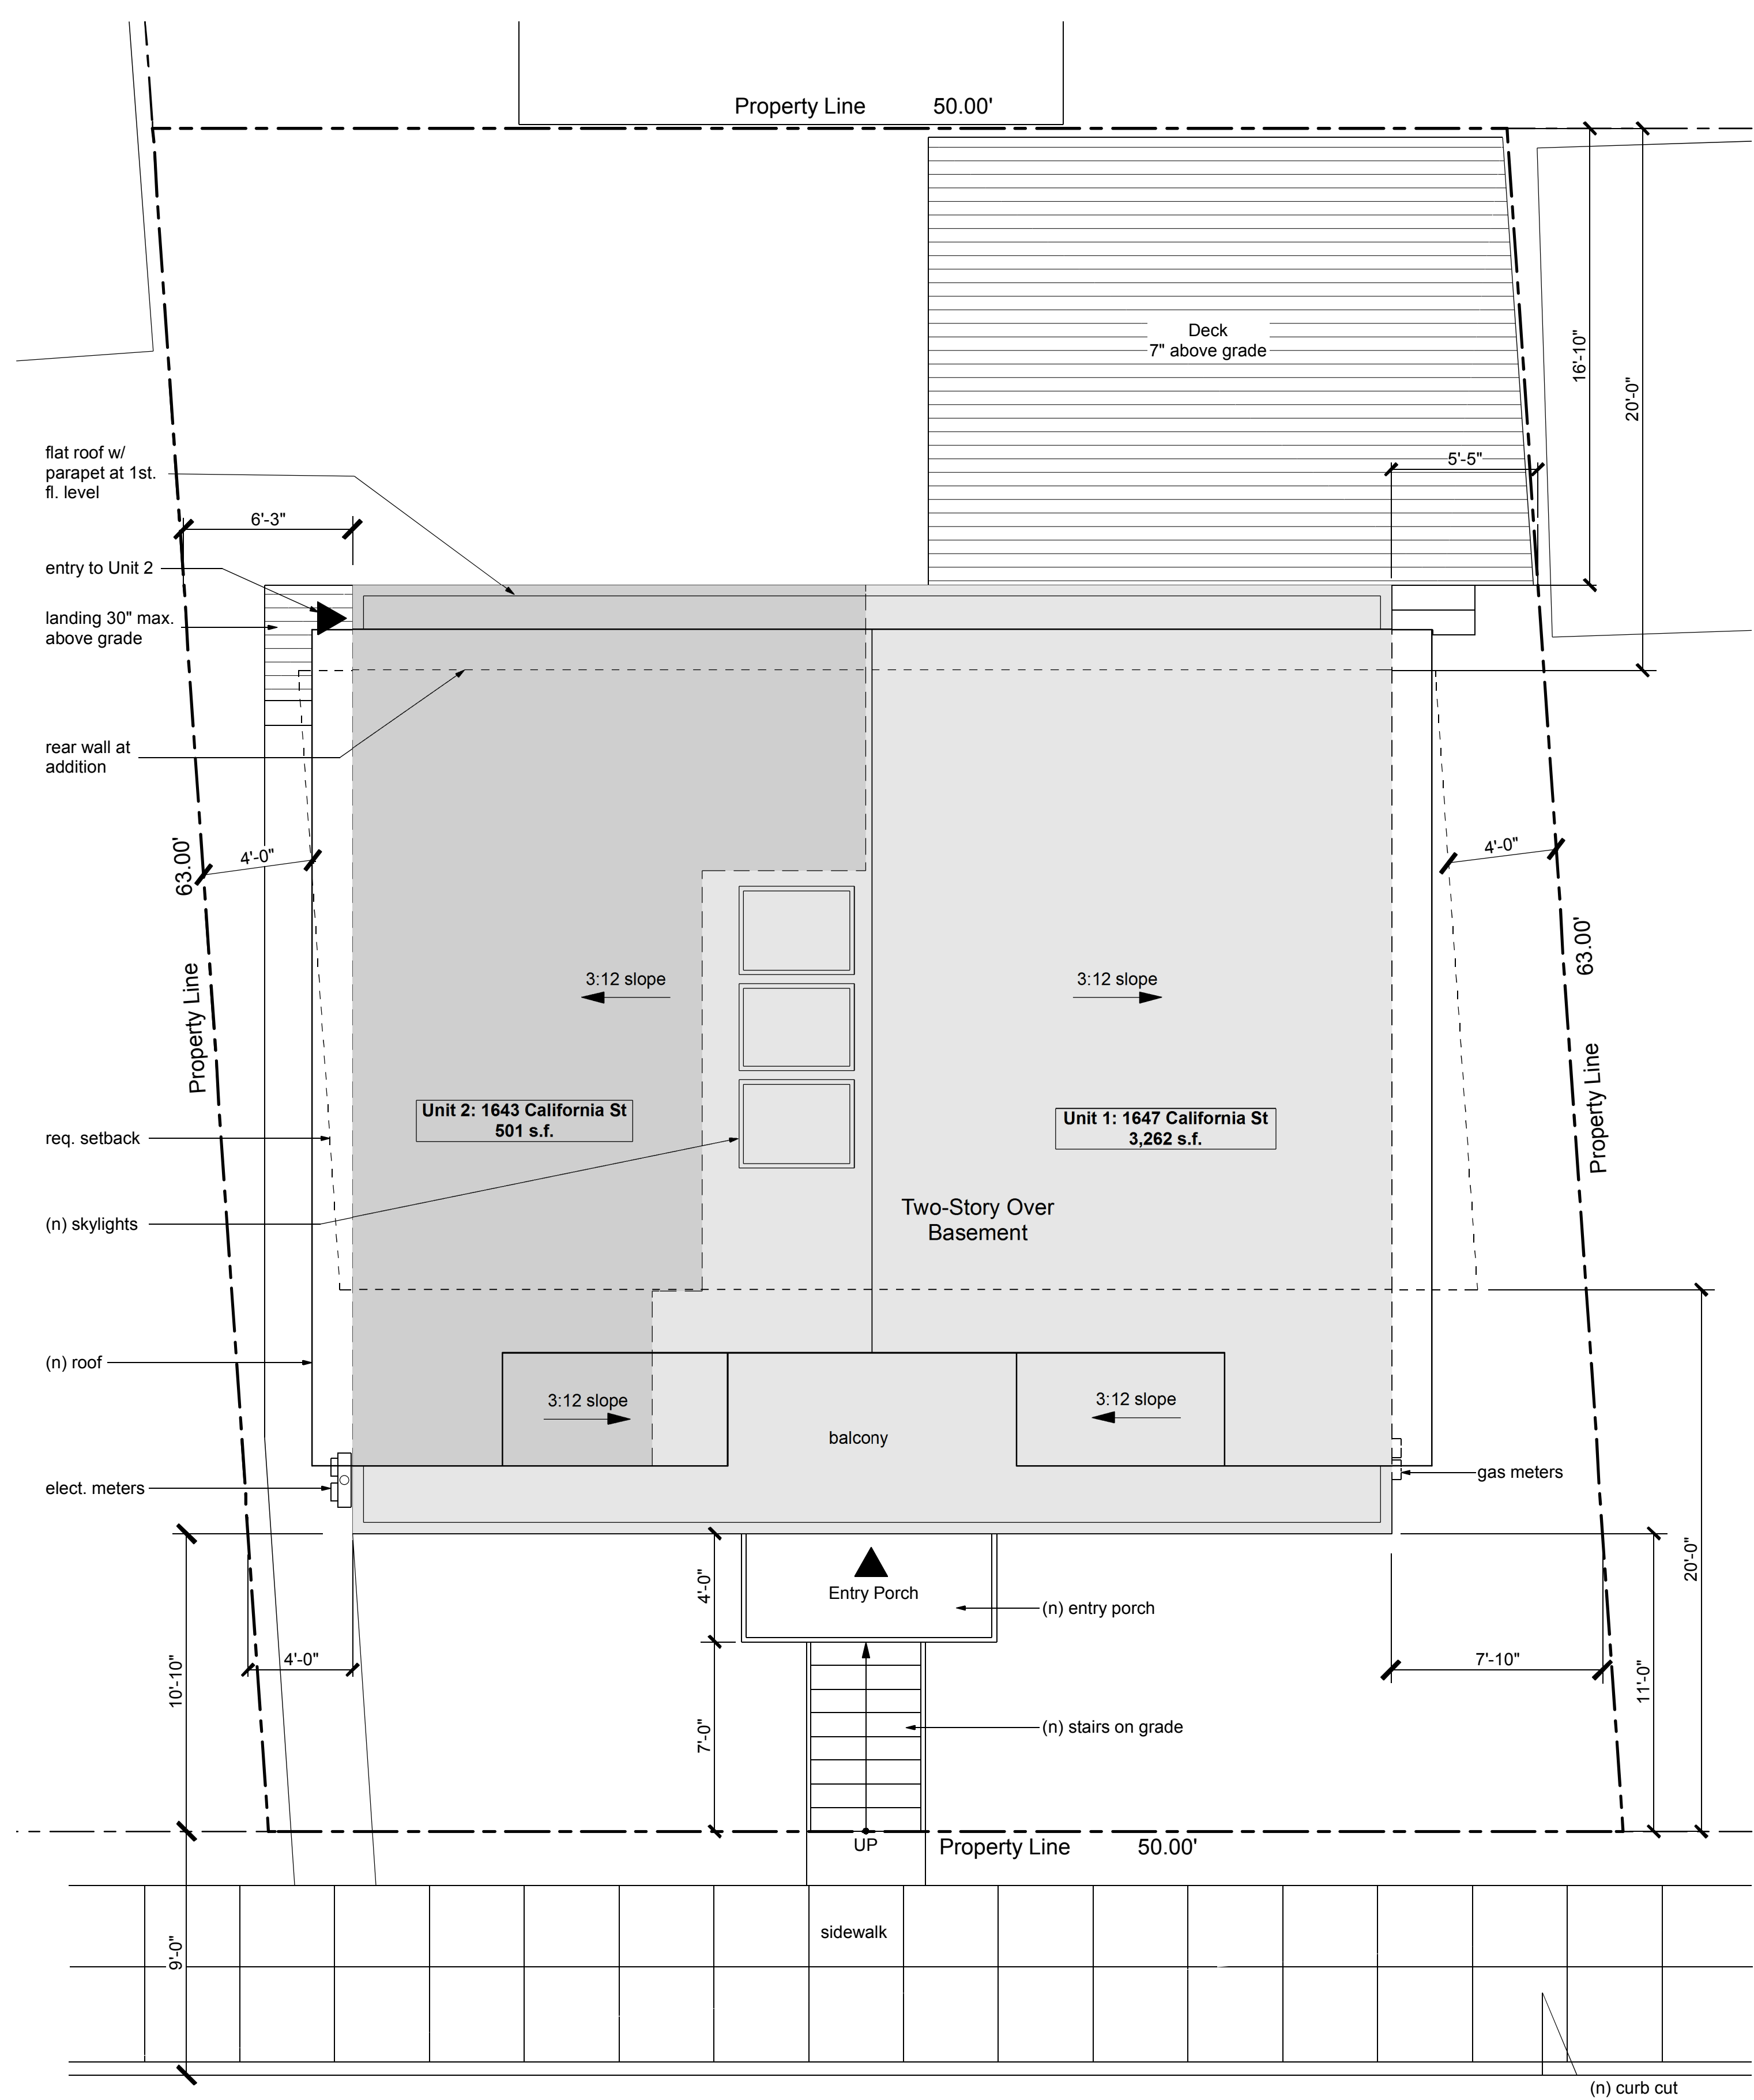 Property Line 50.00'
Deck
7" above grade
16'-10"
20'-0"
5'-5"
flat roof w/
parapet at 1st.
fl. level
6'-3"
entry to Unit 2
landing 30" max.
above grade
rear wall at
addition
63.00'
4'-0"
4'-0"
63.00'
Property Line
3:12 slope
3:12 slope
Property Line
Unit 2: 1643 California St
501 s.f.
Unit 1: 1647 California St
3,262 s.f.
req. setback
(n) skylights
Two-Story Over
Basement
(n) roof
3:12 slope
3:12 slope
balcony
elect. meters
gas meters
4'-0"
Entry Porch
(n) entry porch
20'-0"
10'-10"
4'-0"
7'-10"
11'-0"
7'-0"
(n) stairs on grade
UP
Property Line 50.00'
sidewalk
9'-0"
(n) curb cut